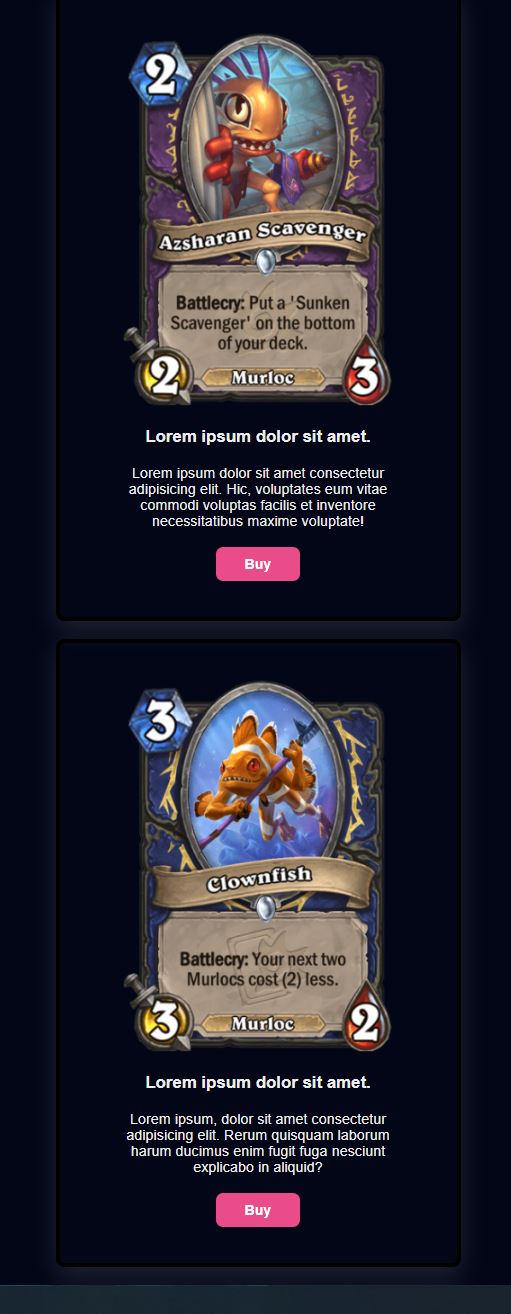 2
Azsharan Scavenger
Battlecry: Put a 'Sunken
Scavenger' on the bottom
of your deck.
2
Murloc
3
Lorem ipsum dolor sit amet.
Lorem ipsum dolor sit amet consectetur
adipisicing elit. Hic, voluptates eum vitae
commodi voluptas facilis et inventore
necessitatibus maxime voluptate!
Buy
3
Clownfish
Battlecry: Your next two
Murlocs cost (2) less.
3
Murloc
2
Lorem ipsum dolor sit amet.
Lorem ipsum, dolor sit amet consectetur
adipisicing elit. Rerum quisquam laborum
harum ducimus enim fugit fuga nesciunt
explicabo in aliquid?
Buy